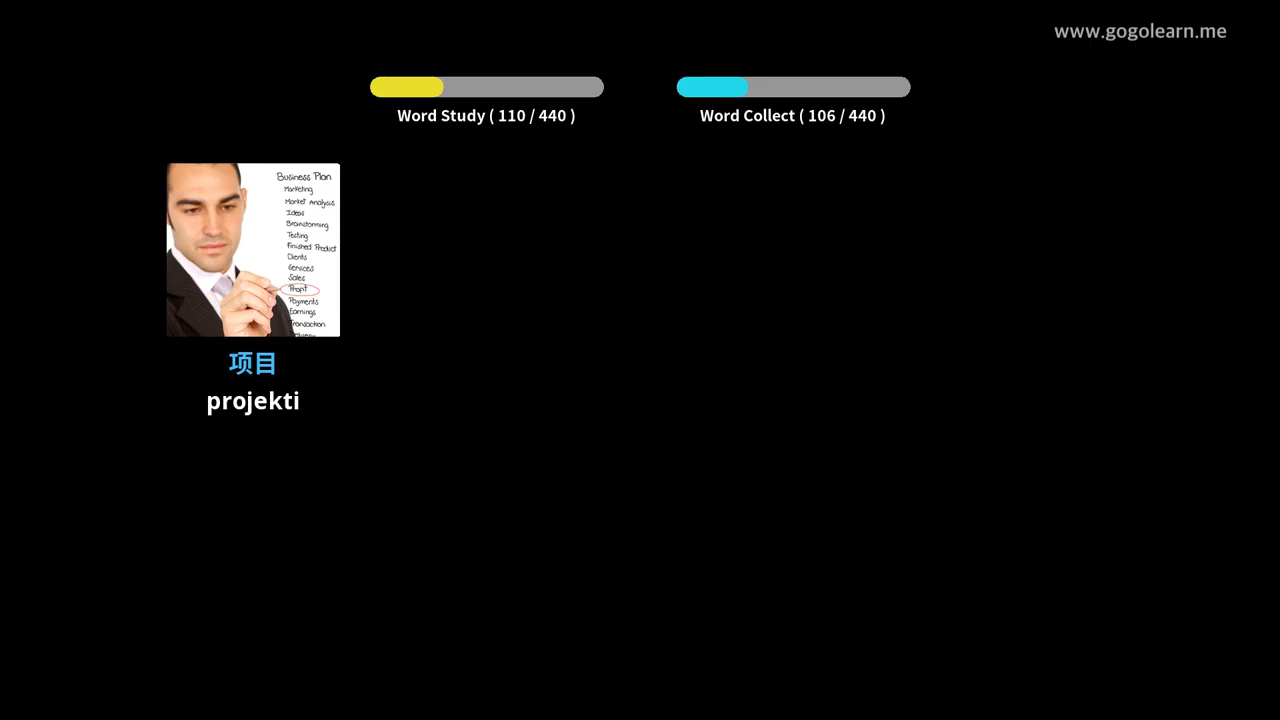 www.gogolearn.me
Word Study ( 110 / 440 )
Word Collect ( 106 / 440 )
Business Plan
Marketing
Market Analysis
Ideas
Brainstorming
Testing
Finished Product
Clients
Services
Sales
Profit
Payments
Earnings
Transaction
项目
projekti